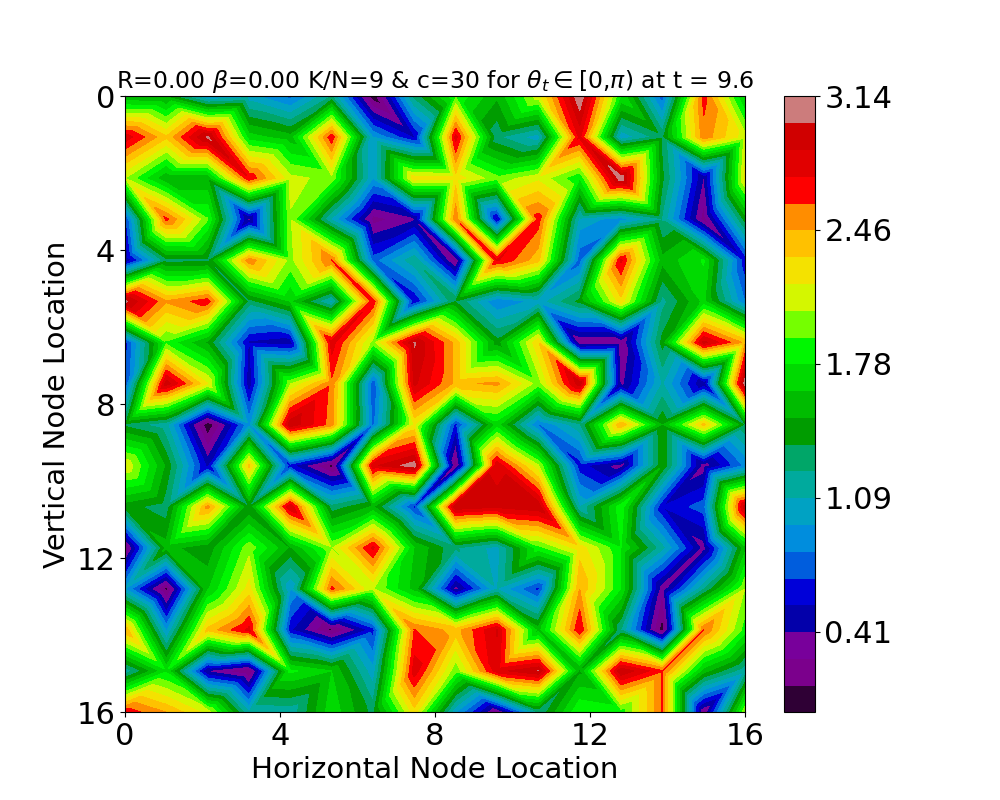 R=0.00 β=0.00 K/N=9 & c=30 for θₜ ∈ [0,π) at t = 9.6
0
4
8
12
16
0 4 8 12 16
Vertical Node Location
Horizontal Node Location
3.14
2.46
1.78
1.09
0.41